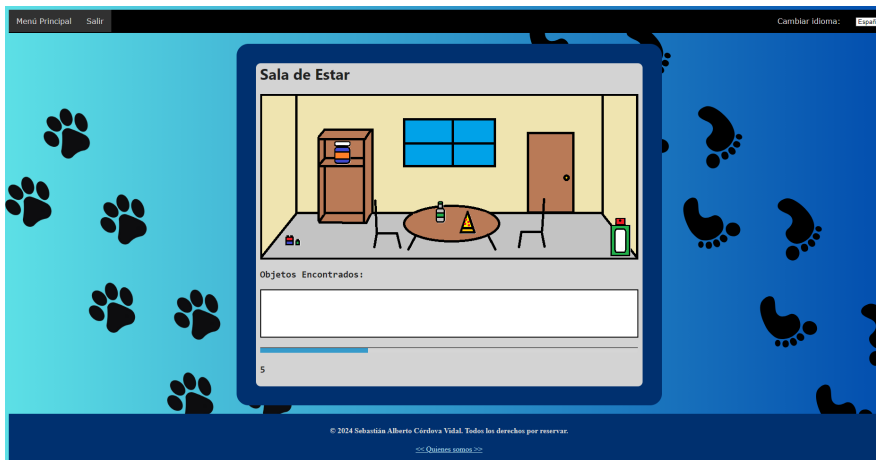 Menú Principal Salir Cambiar idioma: Españ
Sala de Estar
Objetos Encontrados:
5
© 2024 Sebastián Alberto Córdova Vidal. Todos los derechos por reservar.
<< Quienes somos >>